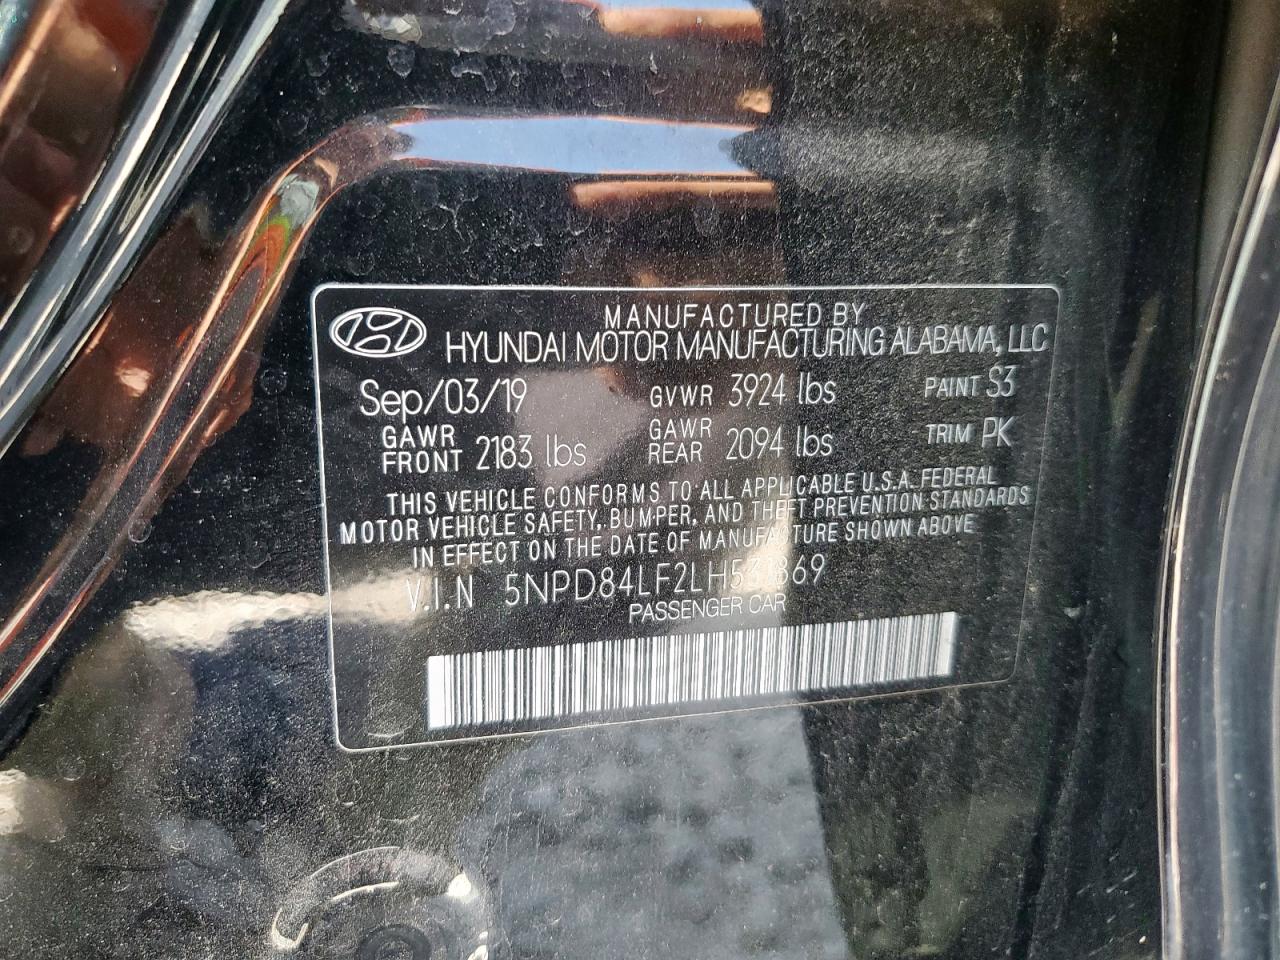 MANUFACTURED BY
HYUNDAI MOTOR MANUFACTURING ALABAMA, LLC
Sep/03/19 GVWR 3924 lbs PAINT S3
GAWR FRONT 2183 lbs GAWR REAR 2094 lbs TRIM PK
THIS VEHICLE CONFORMS TO ALL APPLICABLE U.S.A. FEDERAL
MOTOR VEHICLE SAFETY, BUMPER, AND THEFT PREVENTION STANDARDS
IN EFFECT ON THE DATE OF MANUFACTURE SHOWN ABOVE
V.I.N 5NPD84LF2LH531869
PASSENGER CAR